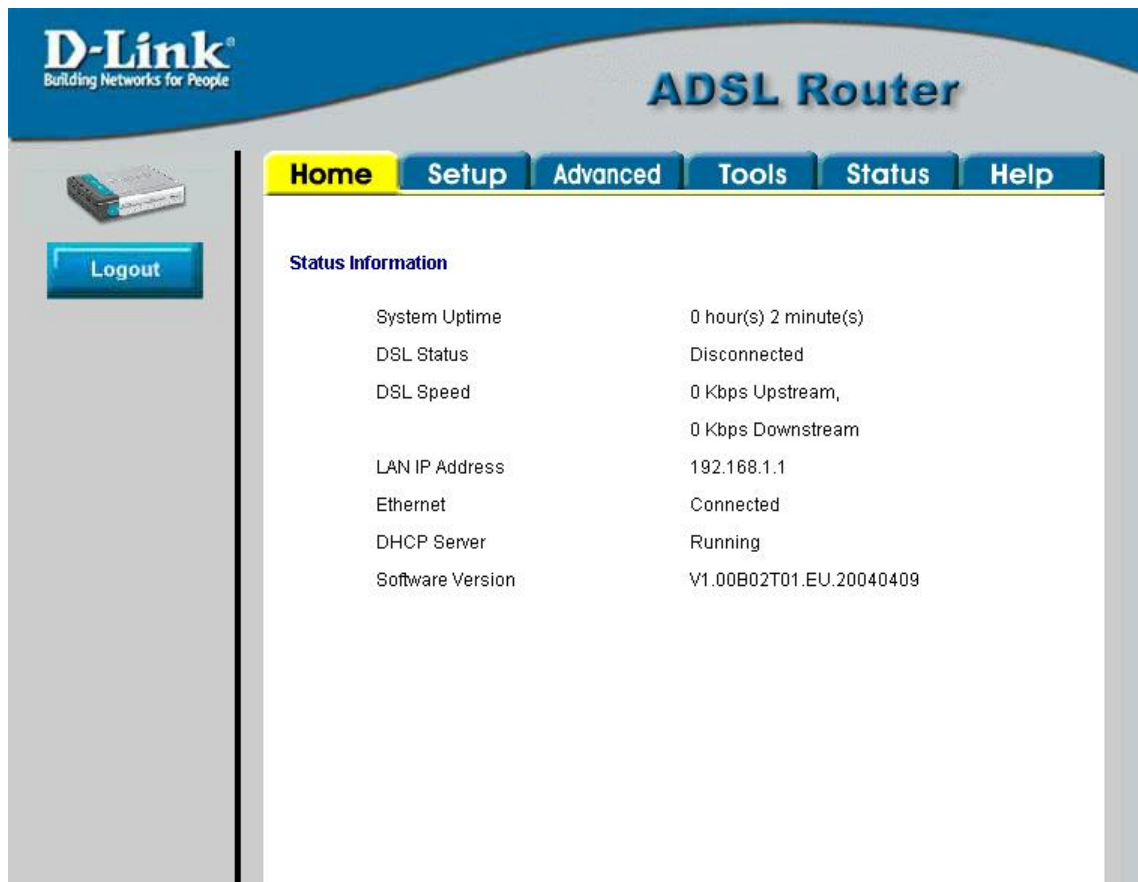 D-Link®
Building Networks for People
ADSL Router
Home Setup Advanced Tools Status Help
Logout
Status Information
System Uptime 0 hour(s) 2 minute(s)
DSL Status Disconnected
DSL Speed 0 Kbps Upstream,
0 Kbps Downstream
LAN IP Address 192.168.1.1
Ethernet Connected
DHCP Server Running
Software Version V1.00B02T01.EU.20040409